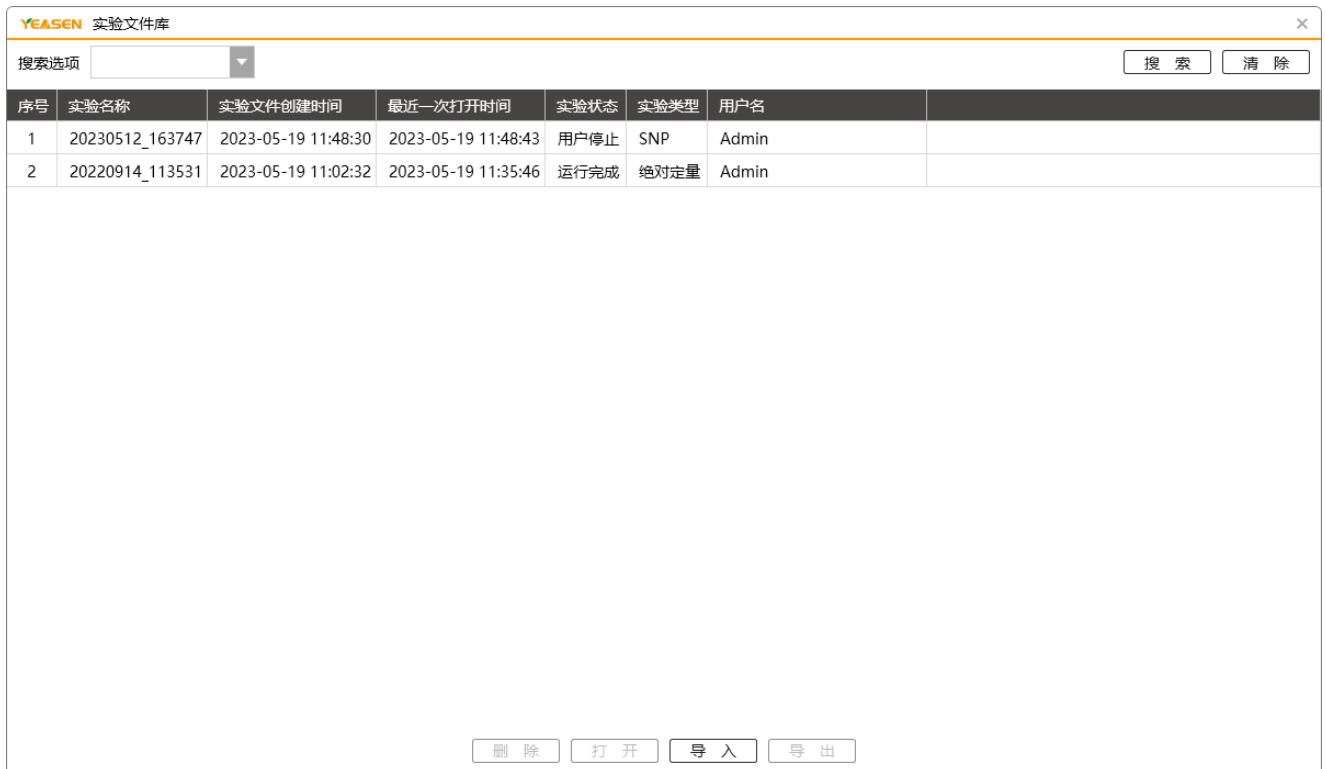 YEASEN 实验文件库
搜索选项 搜 索 清 除
序号 实验名称 实验文件创建时间 最近一次打开时间 实验状态 实验类型 用户名
1 20230512_163747 2023-05-19 11:48:30 2023-05-19 11:48:43 用户停止 SNP Admin
2 20220914_113531 2023-05-19 11:02:32 2023-05-19 11:35:46 运行完成 绝对定量 Admin
删 除 打 开 导 入 导 出